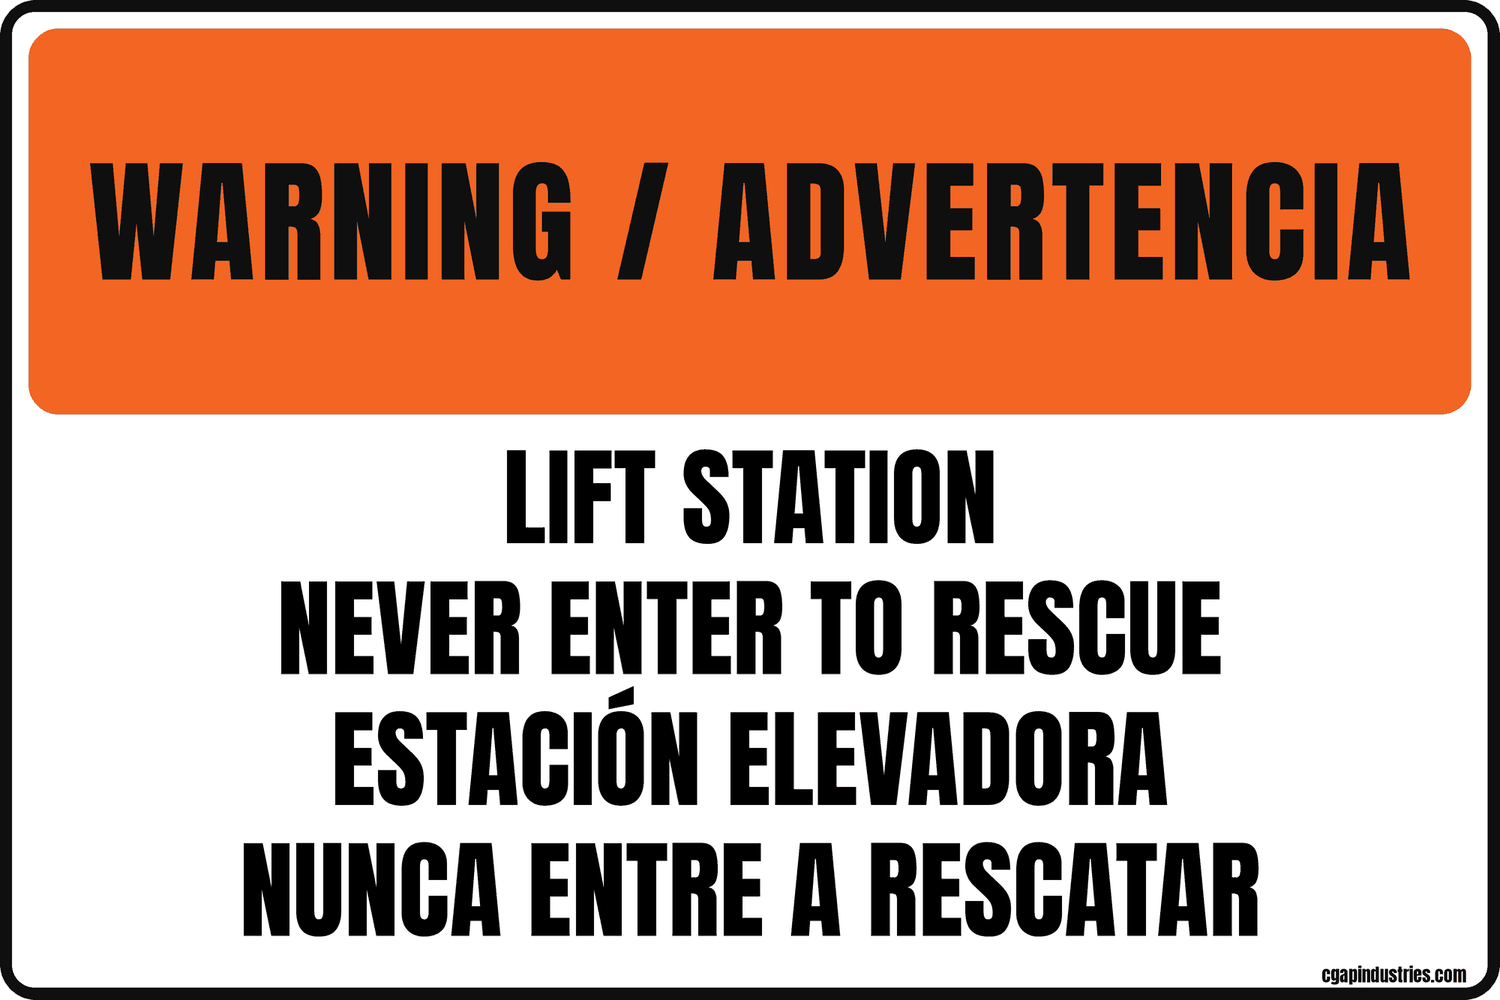 WARNING / ADVERTENCIA
LIFT STATION
NEVER ENTER TO RESCUE
ESTACIÓN ELEVADORA
NUNCA ENTRE A RESCATAR
cgapindustries.com